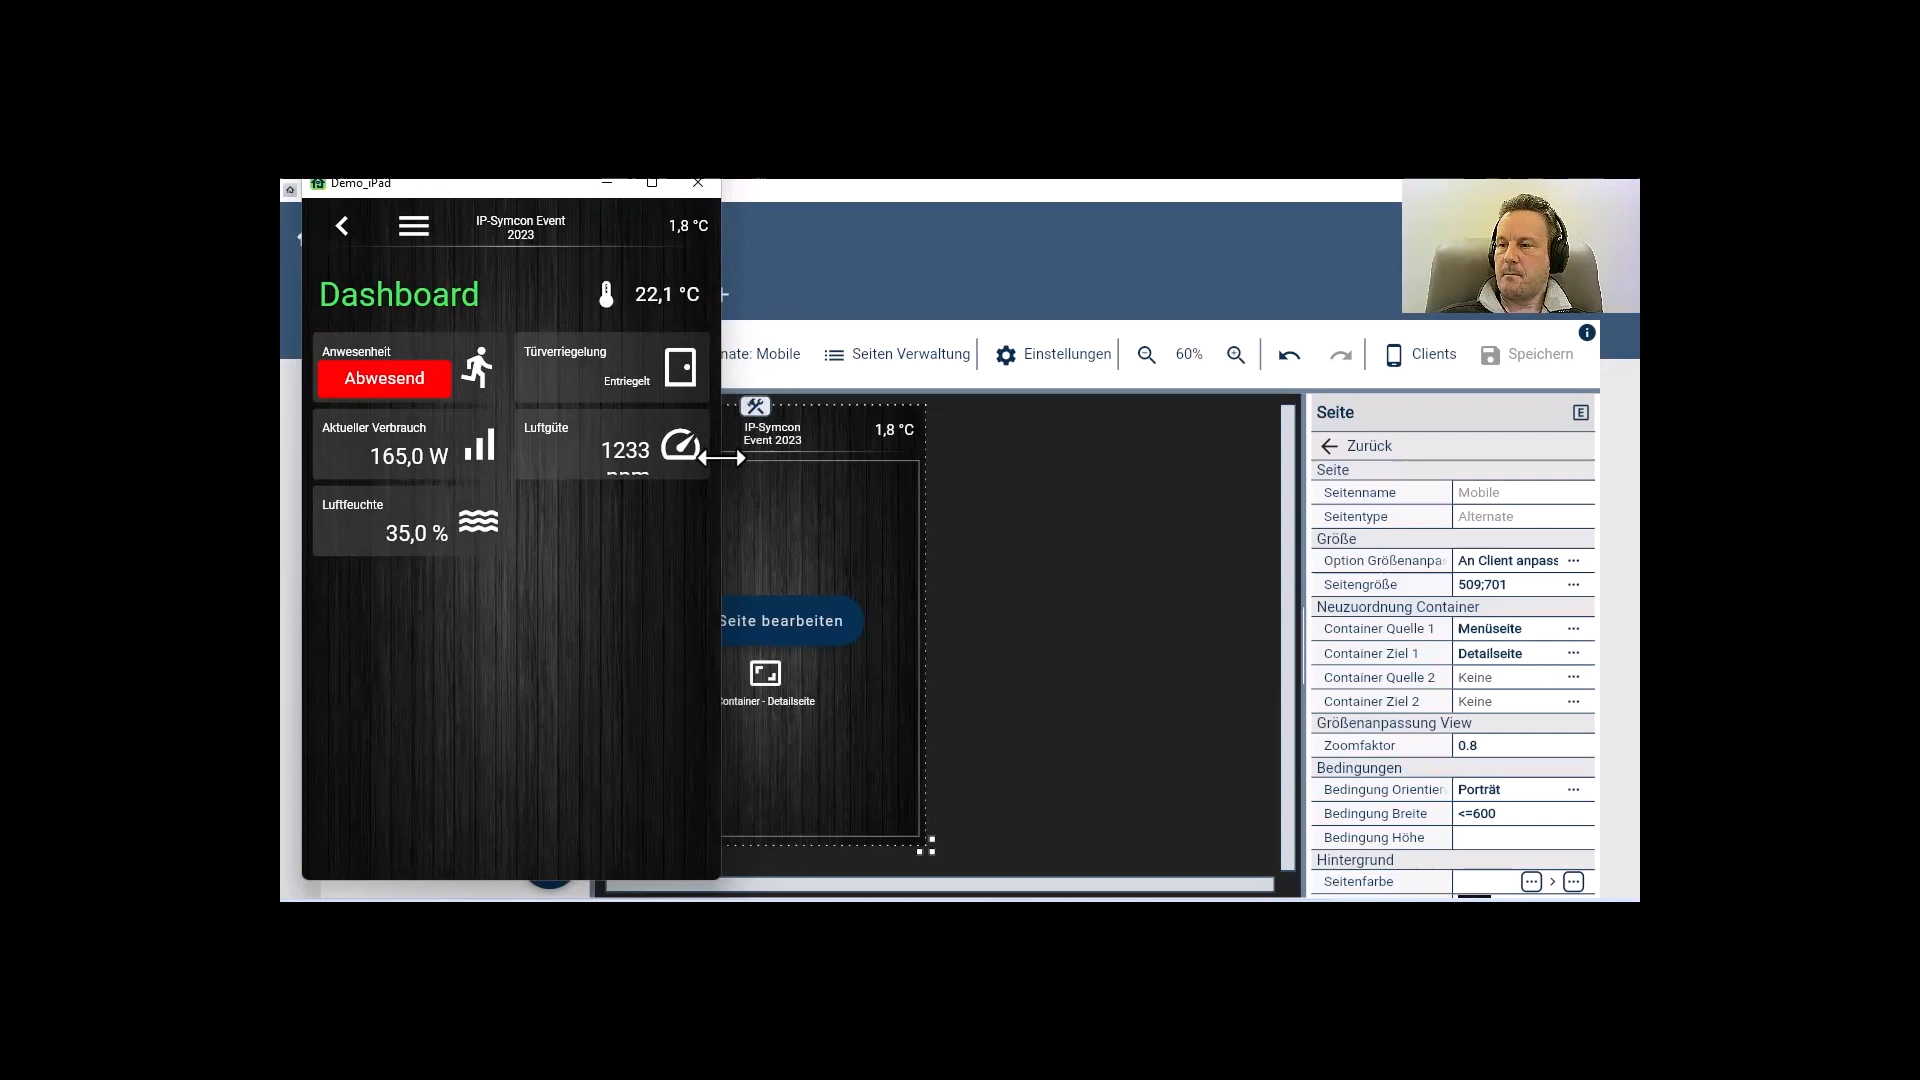 Demo_iPad
IP-Symcon Event
2023
1,8 °C
Dashboard
22,1 °C
Anwesenheit
Abwesend
Türverriegelung
Entriegelt
Aktueller Verbrauch
165,0 W
Luftgüte
1233
ppm
Luftfeuchte
35,0 %
nate: Mobile
Seiten Verwaltung
Einstellungen
60%
Clients
Speichern
IP-Symcon
Event 2023
1,8 °C
Seite bearbeiten
Container - Detailseite
Seite
E
Zurück
Seite
Seitenname Mobile
Seitentype Alternate
Größe
Option Größenanpas An Client anpass ...
Seitengröße 509;701 ...
Neuzuordnung Container
Container Quelle 1 Menüseite ...
Container Ziel 1 Detailseite ...
Container Quelle 2 Keine ...
Container Ziel 2 Keine ...
Größenanpassung View
Zoomfaktor 0.8
Bedingungen
Bedingung Orientier Porträt ...
Bedingung Breite <=600
Bedingung Höhe
Hintergrund
Seitenfarbe ... > ...